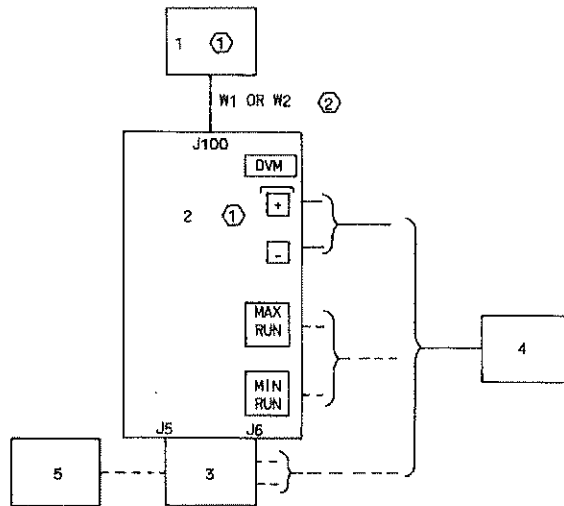 1 1
W1 OR W2 2
J100
DVM
+
2 1
-
MAX
RUN
4
MIN
RUN
J5 J6
5 3